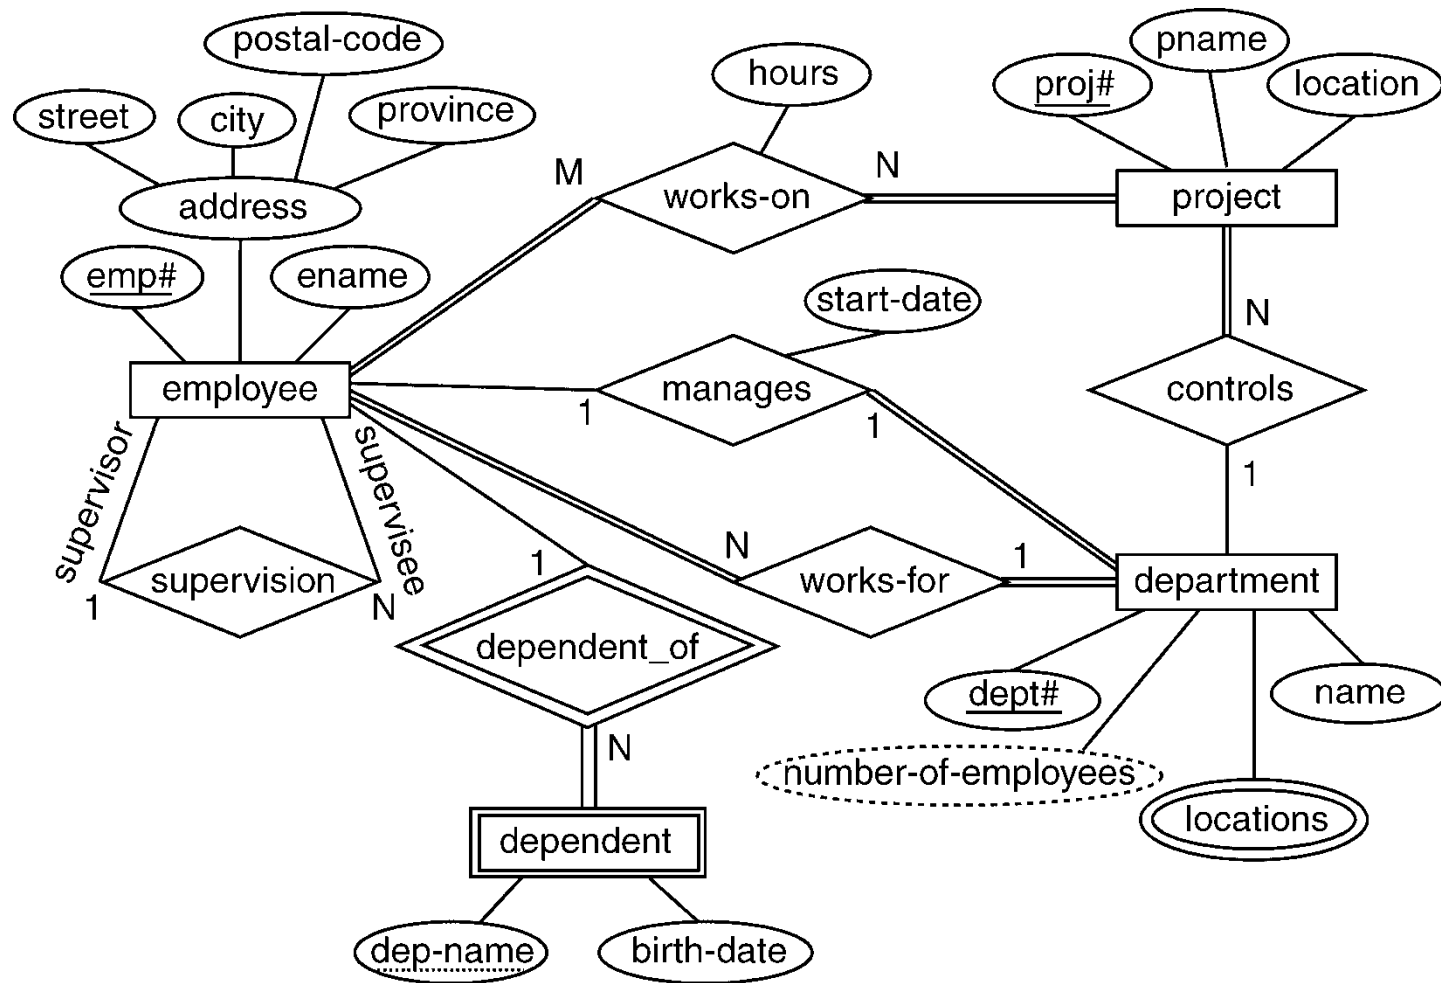 postal-code
hours
pname
proj#
location
street
city
province
address
M
works-on
N
project
emp#
ename
start-date
N
employee
manages
controls
1
1
1
supervisor
supervisee
supervision
1
N
1
N
works-for
1
department
dependent_of
dept#
name
N
number-of-employees
locations
dependent
dep-name
birth-date